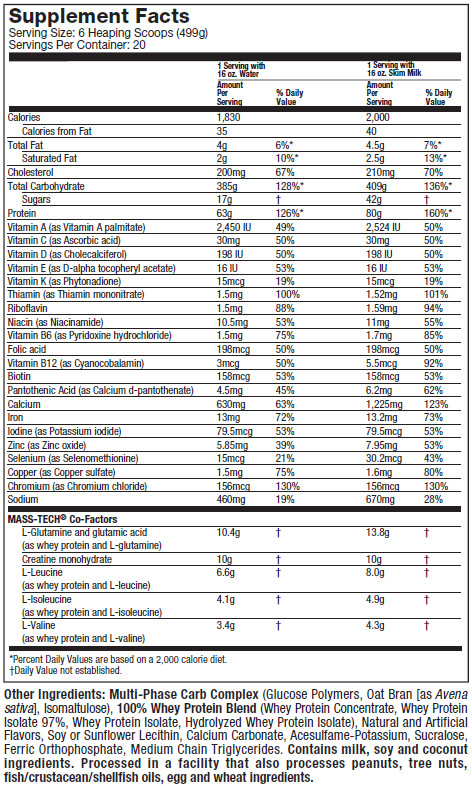 Supplement Facts
Serving Size: 6 Heaping Scoops (499g)
Servings Per Container: 20
1 Serving with 16 oz. Water 1 Serving with 16 oz. Skim Milk
Amount Per Serving % Daily Value Amount Per Serving % Daily Value
Calories 1,830 2,000
Calories from Fat 35 40
Total Fat 4g 6%* 4.5g 7%*
Saturated Fat 2g 10%* 2.5g 13%*
Cholesterol 200mg 67% 210mg 70%
Total Carbohydrate 385g 128%* 409g 136%*
Sugars 17g † 42g †
Protein 63g 126%* 80g 160%*
Vitamin A (as Vitamin A palmitate) 2,450 IU 49% 2,524 IU 50%
Vitamin C (as Ascorbic acid) 30mg 50% 30mg 50%
Vitamin D (as Cholecalciferol) 198 IU 50% 198 IU 50%
Vitamin E (as D-alpha tocopheryl acetate) 16 IU 53% 16 IU 53%
Vitamin K (as Phytonadione) 15mcg 19% 15mcg 19%
Thiamin (as Thiamin mononitrate) 1.5mg 100% 1.52mg 101%
Riboflavin 1.5mg 88% 1.59mg 94%
Niacin (as Niacinamide) 10.5mg 53% 11mg 55%
Vitamin B6 (as Pyridoxine hydrochloride) 1.5mg 75% 1.7mg 85%
Folic acid 198mcg 50% 198mcg 50%
Vitamin B12 (as Cyanocobalamin) 3mcg 50% 5.5mcg 92%
Biotin 158mcg 53% 158mcg 53%
Pantothenic Acid (as Calcium d-pantothenate) 4.5mg 45% 6.2mg 62%
Calcium 630mg 63% 1,225mg 123%
Iron 13mg 72% 13.2mg 73%
Iodine (as Potassium iodide) 79.5mcg 53% 79.5mcg 53%
Zinc (as Zinc oxide) 5.85mg 39% 7.95mg 53%
Selenium (as Selenomethionine) 15mcg 21% 30.2mcg 43%
Copper (as Copper sulfate) 1.5mg 75% 1.6mg 80%
Chromium (as Chromium chloride) 156mcg 130% 156mcg 130%
Sodium 460mg 19% 670mg 28%
MASS-TECH® Co-Factors
L-Glutamine and glutamic acid 10.4g † 13.8g †
(as whey protein and L-glutamine)
Creatine monohydrate 10g † 10g †
L-Leucine 6.6g † 8.0g †
(as whey protein and L-leucine)
L-Isoleucine 4.1g † 4.9g †
(as whey protein and L-isoleucine)
L-Valine 3.4g † 4.3g †
(as whey protein and L-valine)
*Percent Daily Values are based on a 2,000 calorie diet.
†Daily Value not established.
Other Ingredients: Multi-Phase Carb Complex (Glucose Polymers, Oat Bran [as Avena
sativa], Isomaltulose), 100% Whey Protein Blend (Whey Protein Concentrate, Whey Protein
Isolate 97%, Whey Protein Isolate, Hydrolyzed Whey Protein Isolate), Natural and Artificial
Flavors, Soy or Sunflower Lecithin, Calcium Carbonate, Acesulfame-Potassium, Sucralose,
Ferric Orthophosphate, Medium Chain Triglycerides. Contains milk, soy and coconut
ingredients. Processed in a facility that also processes peanuts, tree nuts,
fish/crustacean/shellfish oils, egg and wheat ingredients.